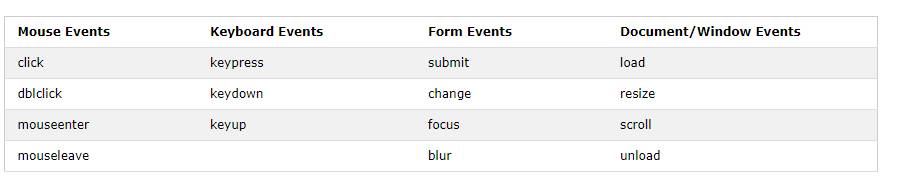 Mouse Events Keyboard Events Form Events Document/Window Events
click keypress submit load
dblclick keydown change resize
mouseenter keyup focus scroll
mouseleave blur unload